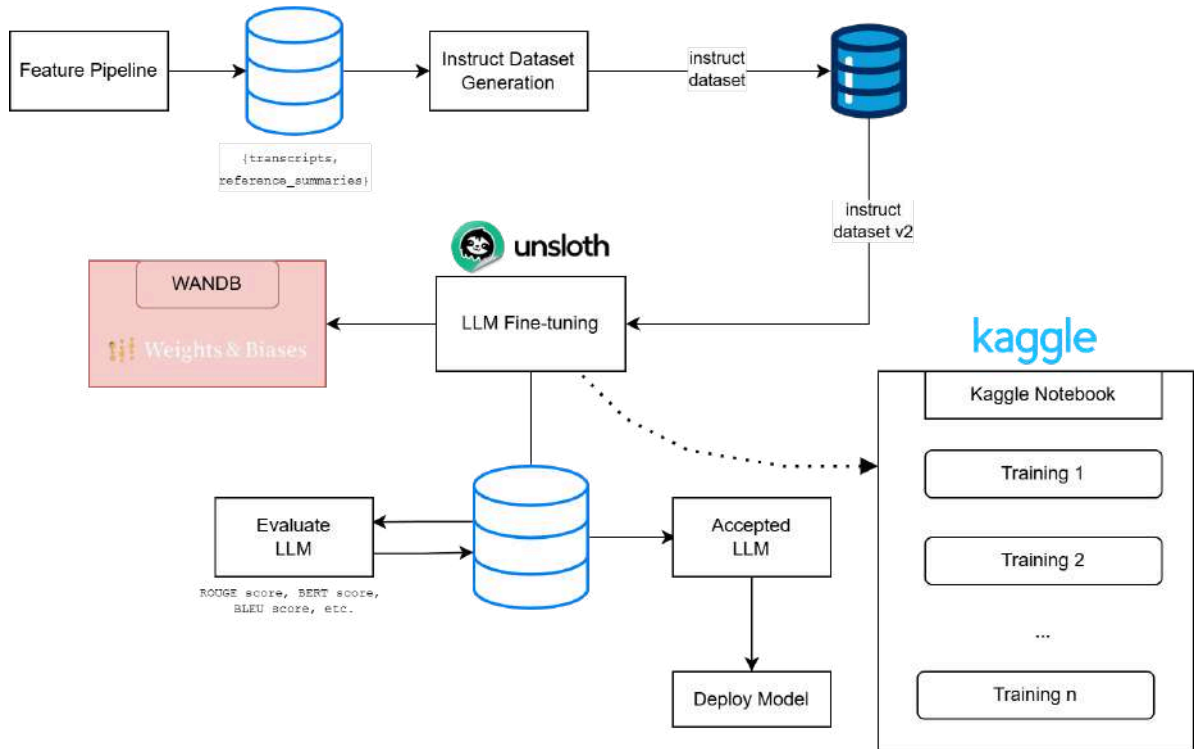 Feature Pipeline
Instruct Dataset
Generation
instruct
dataset
{transcripts,
reference_summaries}
instruct
dataset v2
unsloth
WANDB
Weights & Biases
LLM Fine-tuning
kaggle
Kaggle Notebook
Training 1
Training 2
...
Training n
Evaluate
LLM
ROUGE score, BERT score,
BLEU score, etc.
Accepted
LLM
Deploy Model